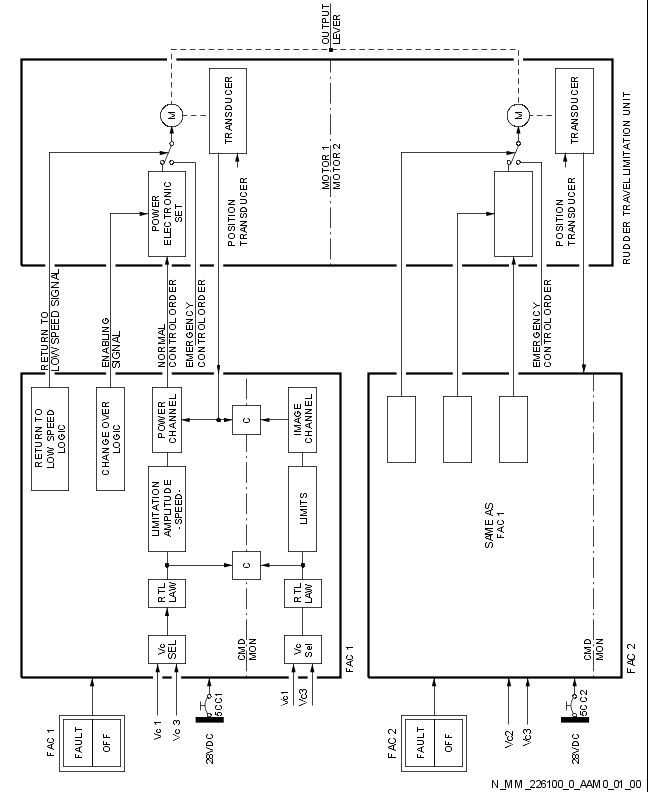 OUTPUT
LEVER
M
TRANSDUCER
POSITION
TRANSDUCER
POWER
ELECTRONIC
SET
MOTOR 1
MOTOR 2
M
TRANSDUCER
POSITION
TRANSDUCER
RUDDER TRAVEL LIMITATION UNIT
RETURN TO
LOW SPEED SIGNAL
ENABLING
SIGNAL
NORMAL
CONTROL ORDER
EMERGENCY
CONTROL ORDER
EMERGENCY
CONTROL ORDER
RETURN TO
LOW SPEED
LOGIC
CHANGE OVER
LOGIC
POWER
CHANNEL
C
IMAGE
CHANNEL
LIMITATION
AMPLITUDE
-SPEED-
LIMITS
C
RTL
LAW
RTL
LAW
Vc
SEL
CMD
MON
Vc
Sel
FAC 1
SAME AS
FAC 1
CMD
MON
FAC 2
FAC 1
FAULT
OFF
Vc 1
Vc 3
5CC1
28VDC
Vc1
Vc3
FAC 2
FAULT
OFF
Vc2
Vc3
5CC2
28VDC
N_MM_226100_0_AAM0_01_00